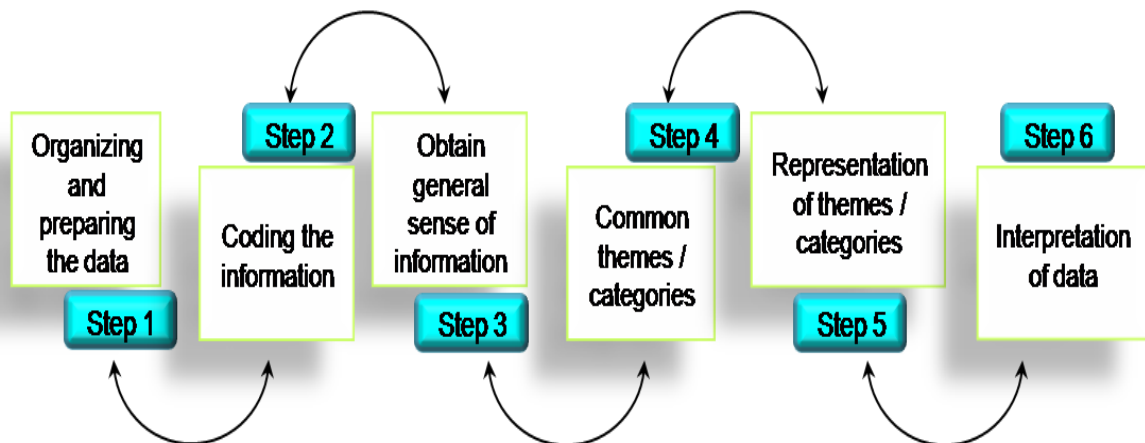 Organizing
and
preparing
the data
Step 1
Step 2
Coding the
information
Obtain
general
sense of
information
Step 3
Step 4
Common
themes /
categories
Representation
of themes /
categories
Step 5
Step 6
Interpretation
of data